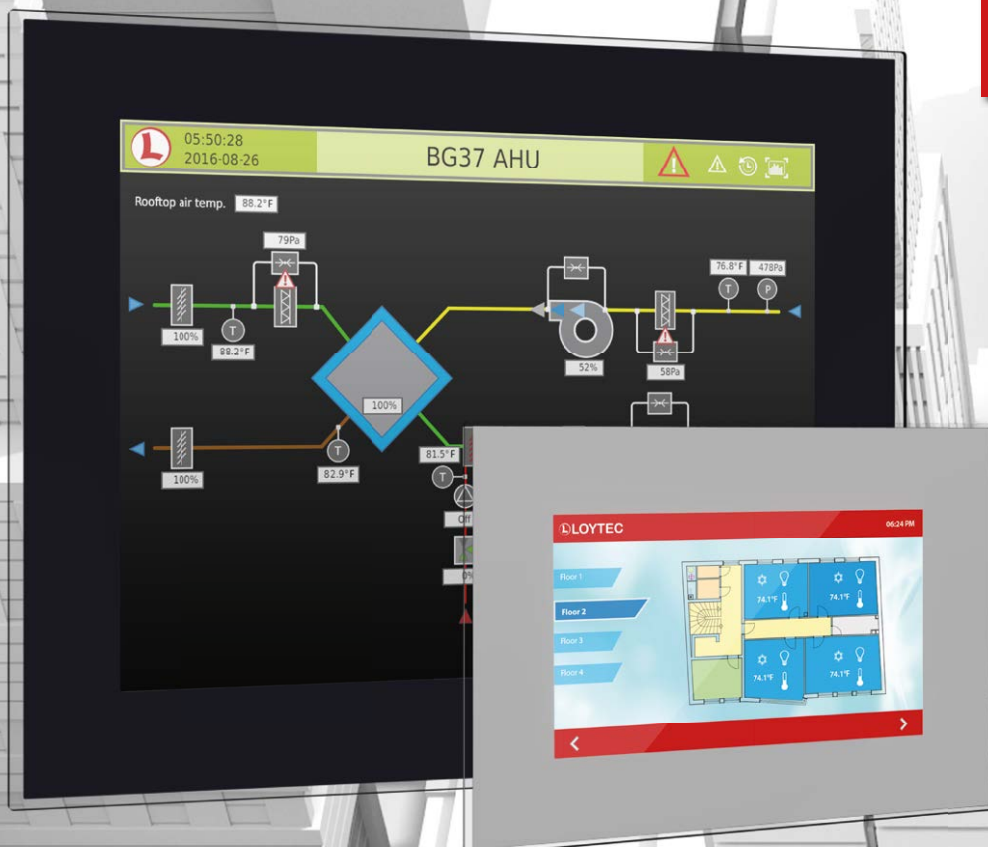 05:50:28
2016-08-26
BG37 AHU
Rooftop air temp. 88.2°F
79Pa
76.8°F 478Pa
T P
100%
T
88.2°F
52%
58Pa
100%
T
82.9°F
81.5°F
T
100%
Off
0%
LOYTEC
06:24 PM
Floor 1
Floor 2
Floor 3
Floor 4
74.1°F
74.1°F
74.1°F
74.1°F